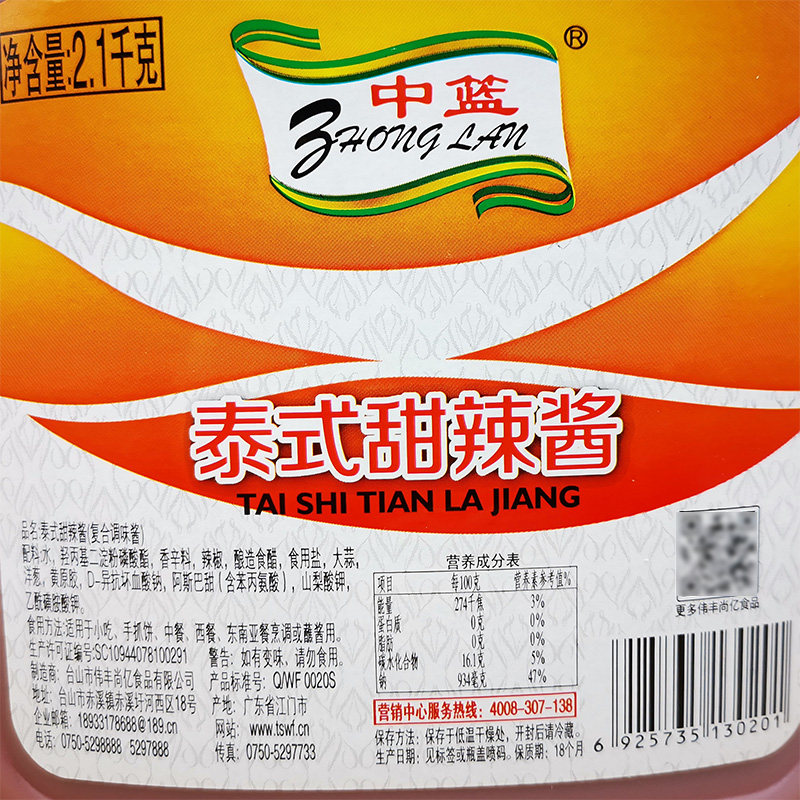 净含量:2.1千克
中篮®
ZHONG LAN
泰式甜辣酱
TAI SHI TIAN LA JIANG
品名:泰式甜辣酱(复合调味酱)
配料:水，羟丙基二淀粉磷酸酯，香辛料，辣椒，酿造食醋，食用盐，大蒜，
洋葱，黄原胶，D-异抗坏血酸钠，阿斯巴甜（含苯丙氨酸），山梨酸钾，
乙酰磺胺酸钾。
食用方法:适用于小吃、手抓饼、中餐、西餐、东南亚餐烹调或蘸酱用。
生产许可证编号:SC10944078100291 警告: 如有变味, 请勿食用。
制造商: 台山市伟丰尚亿食品有限公司 产品标准号: Q/WF 0020S
地址: 台山市赤溪镇赤溪圩河西区18号 产地: 广东省江门市
企业邮箱: 18933178688@189.cn 网站: www.tswf.cn
电话: 0750-5298888 5297888 传真: 0750-5297733
营养成分表
项目 每100克 营养素参考值%
能量 274千焦 3%
蛋白质 0克 0%
脂肪 0克 0%
碳水化合物 16.1克 5%
钠 934毫克 47%
营销中心服务热线: 4008-307-138
保存方法: 保存于低温干燥处，开封后请冷藏。
生产日期: 见标签或瓶盖喷码。保质期: 18个月
更多伟丰尚亿食品
6 925735 130201